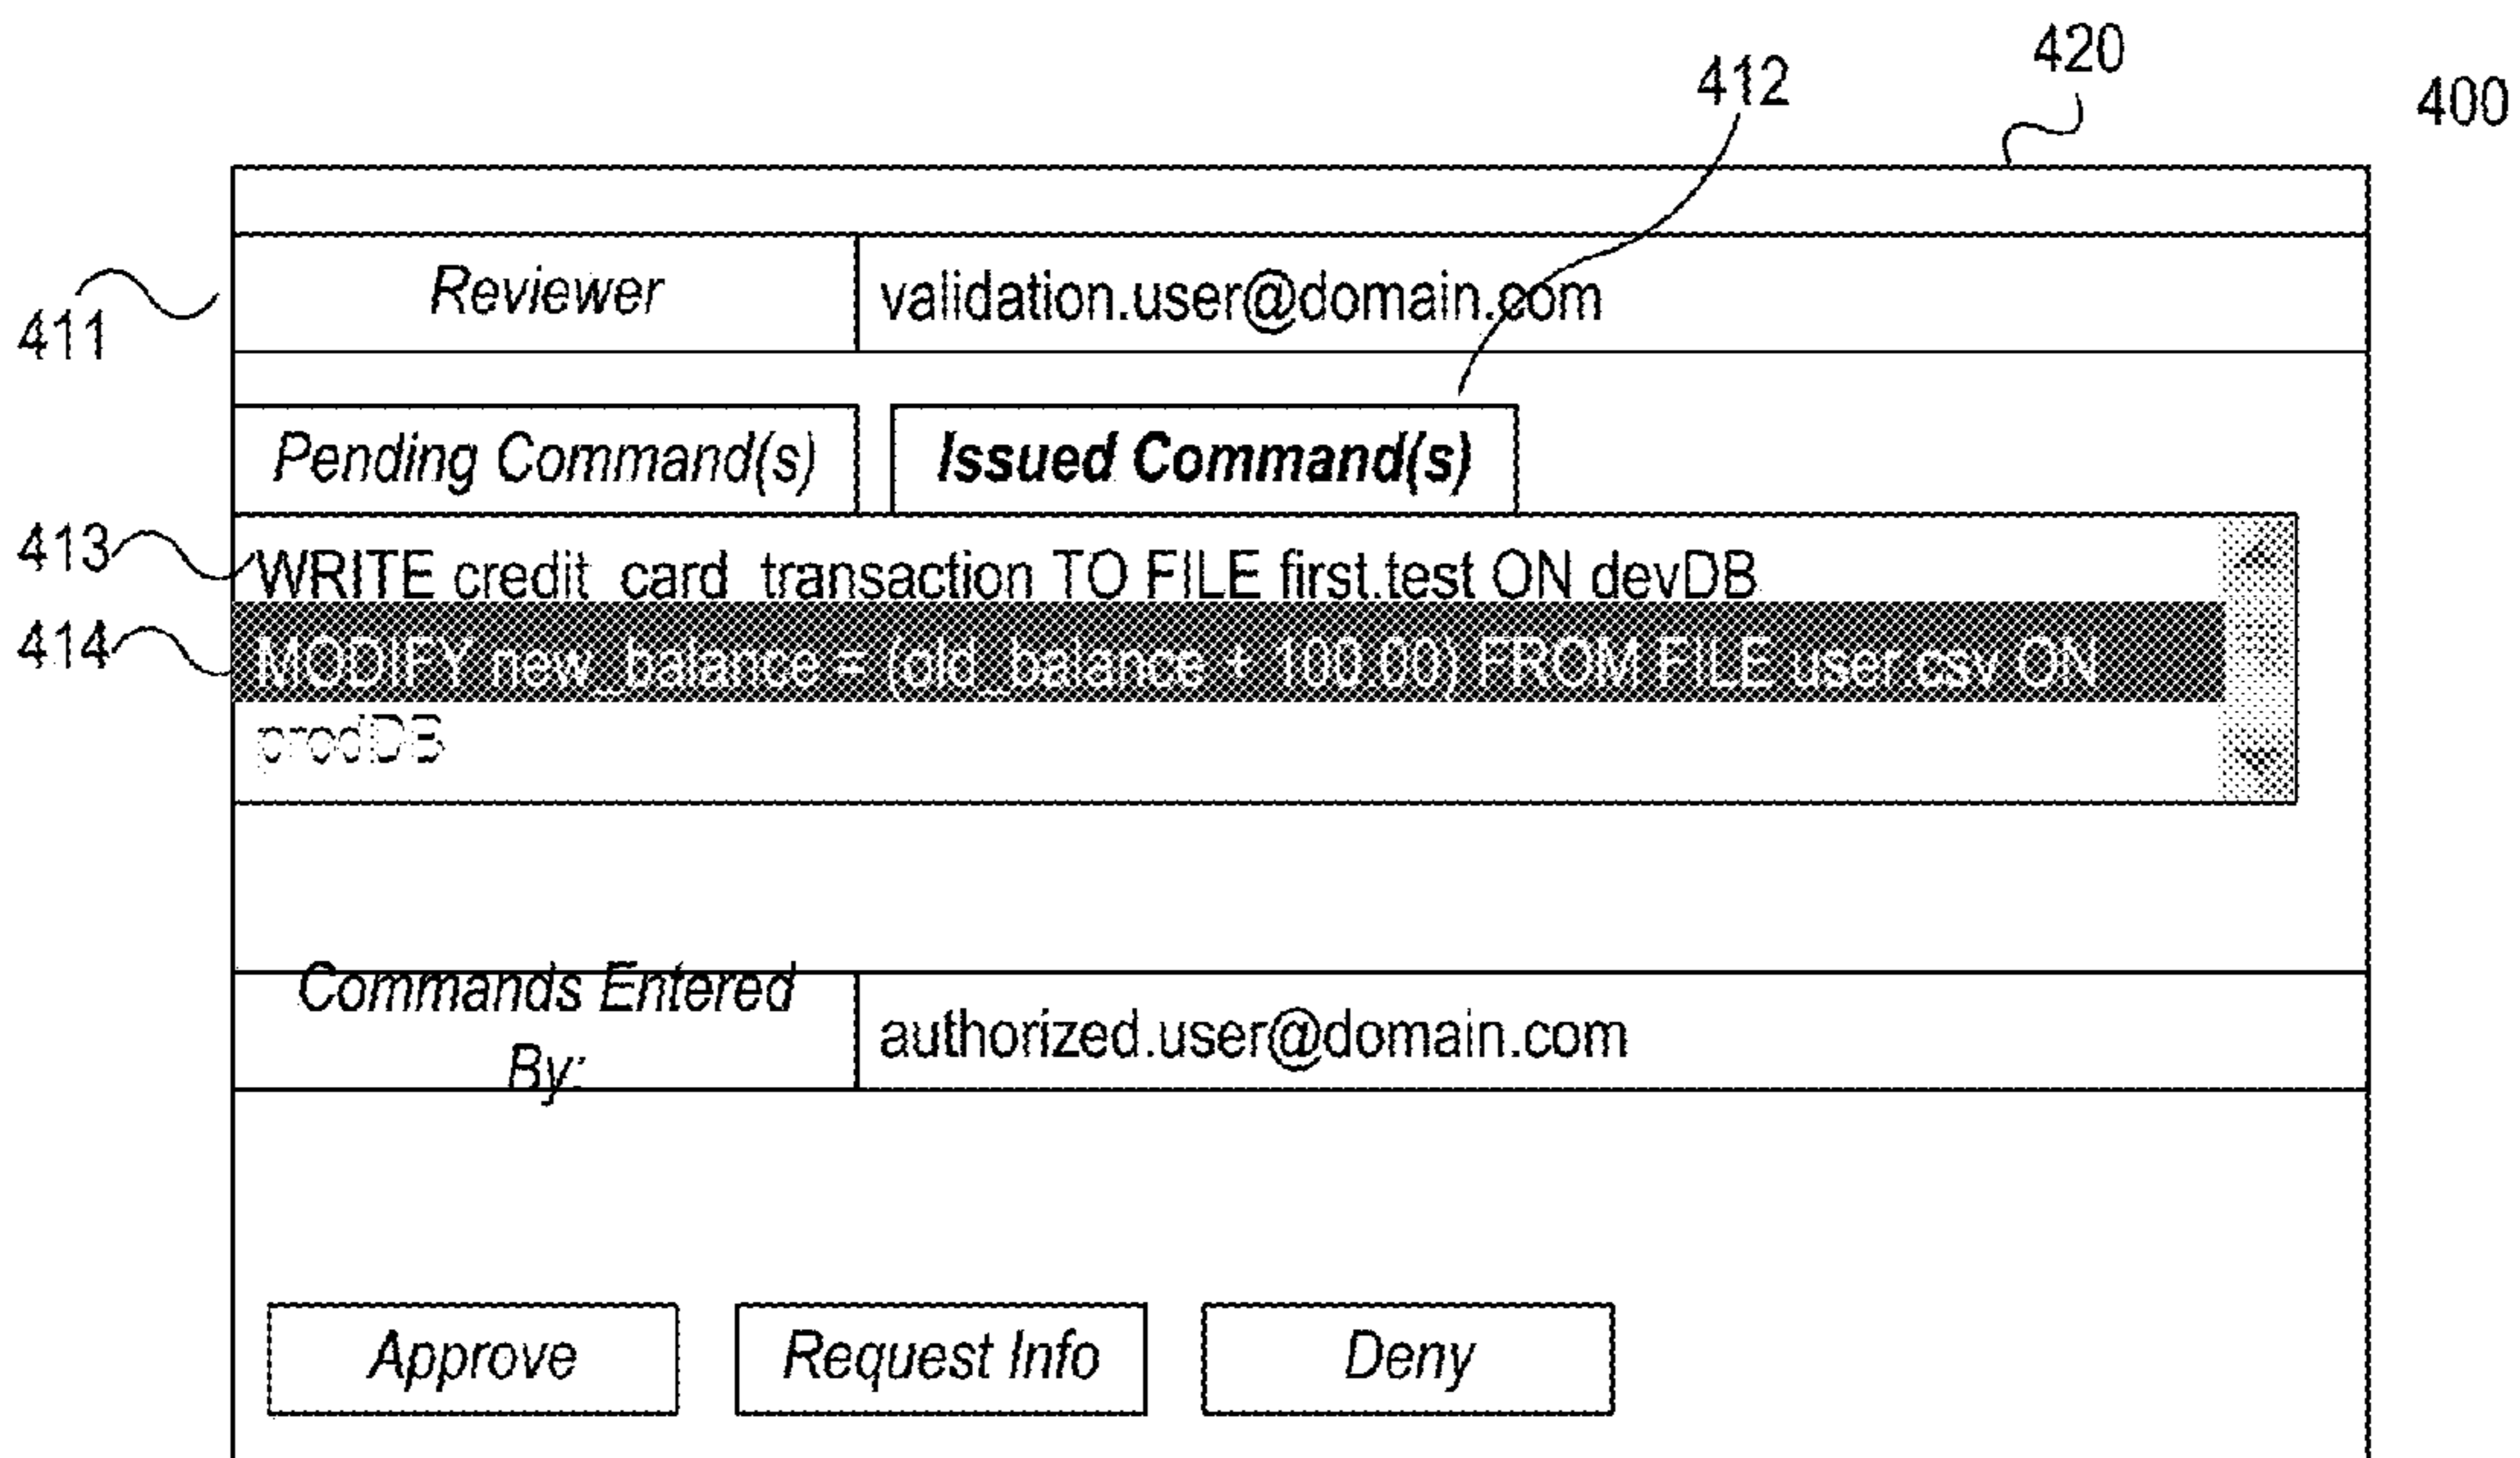 420
412
400
Reviewer
validation.user@domain.com
411
Pending Command(s)
Issued Command(s)
413
WRITE credit_card_transaction TO FILE first.test ON devDB
414
MODIFY new_balance = (old_balance + 100.00) FROM FILE user.csv ON
prodDB
Commands Entered
By:
authorized.user@domain.com
Approve
Request Info
Deny